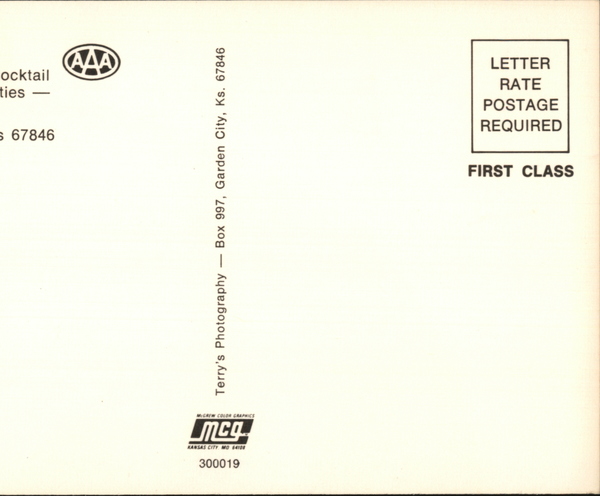 ocktail
ties —
s 67846
AAA
Terry's Photography — Box 997, Garden City, Ks. 67846
McGREW COLOR GRAPHICS
mcg
KANSAS CITY, MO 64108
300019
LETTER
RATE
POSTAGE
REQUIRED
FIRST CLASS